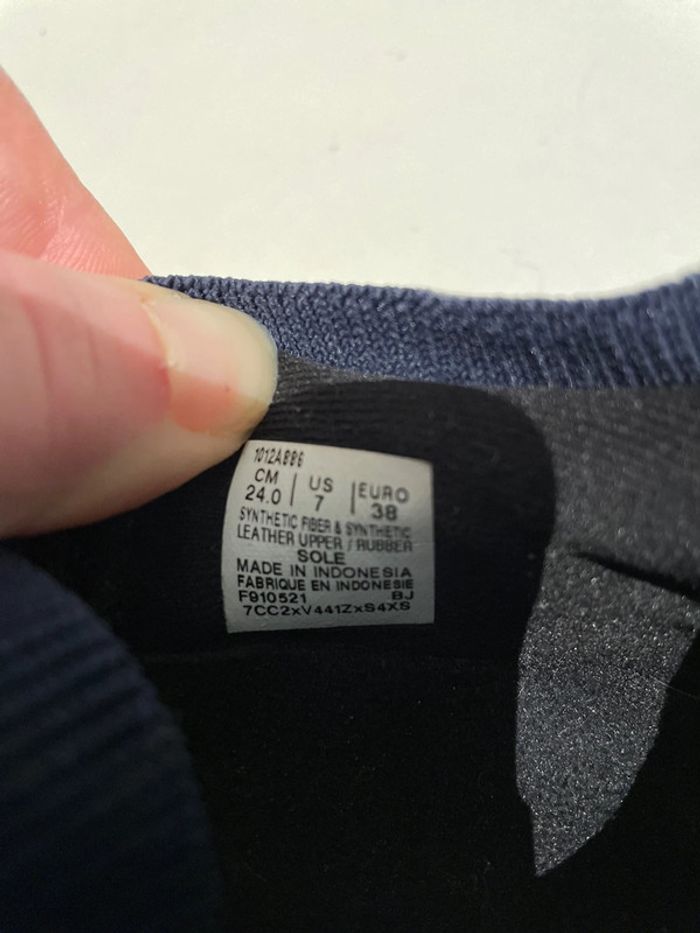 1012A886
CM | US | EURO
24.0 7 38
SYNTHETIC FIBER & SYNTHETIC
LEATHER UPPER / RUBBER
SOLE
MADE IN INDONESIA
FABRIQUE EN INDONESIE
F910521 BJ
7CC2xV441ZxS4XS